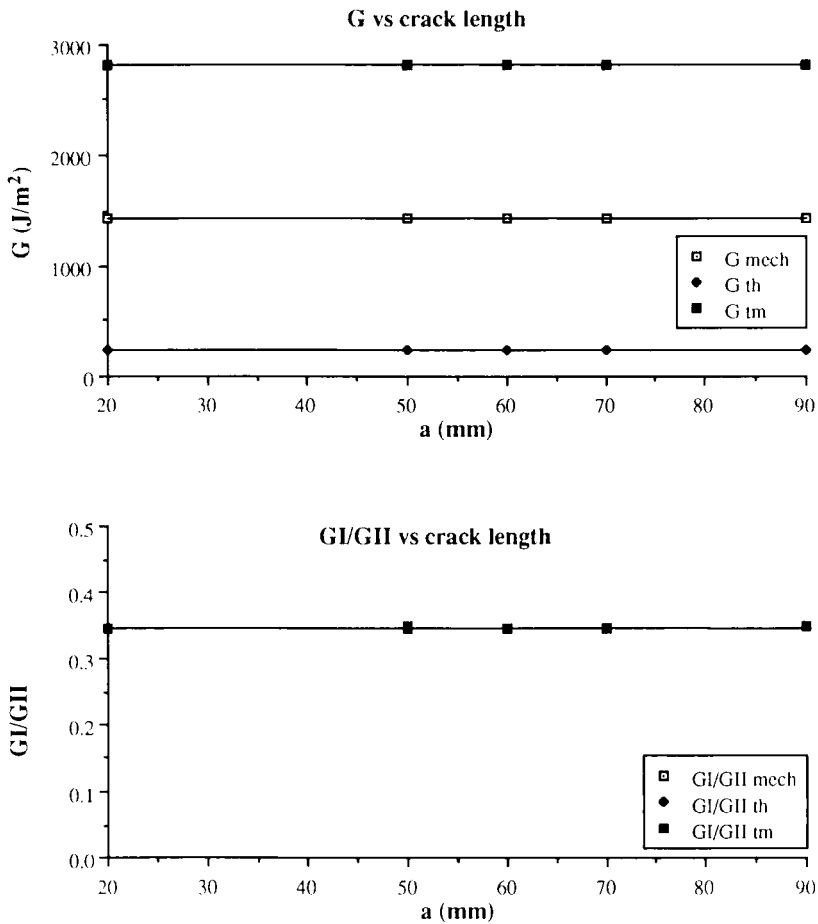 G vs crack length
3000
2000
1000
0
G (J/m²)
20 30 40 50 60 70 80 90
a (mm)
G mech
G th
G tm
GI/GII vs crack length
0.5
0.4
0.3
0.2
0.1
0.0
GI/GII
20 30 40 50 60 70 80 90
a (mm)
GI/GII mech
GI/GII th
GI/GII tm